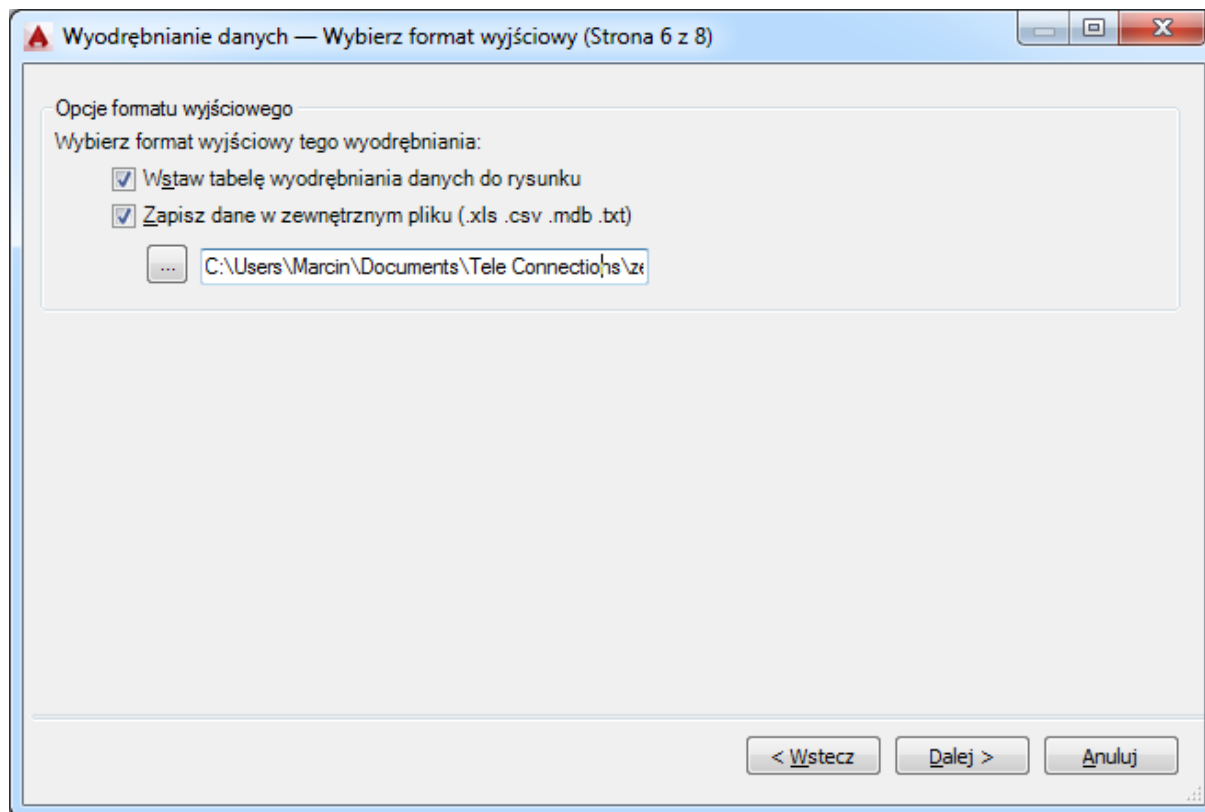 Wyodrębnianie danych — Wybierz format wyjściowy (Strona 6 z 8)
Opcje formatu wyjściowego
Wybierz format wyjściowy tego wyodrębniania:
Wstaw tabelę wyodrębniania danych do rysunku
Zapisz dane w zewnętrznym pliku (.xls .csv .mdb .txt)
... C:\Users\Marcin\Documents\Tele Connections\ze
< Wstecz Dalej > Anuluj